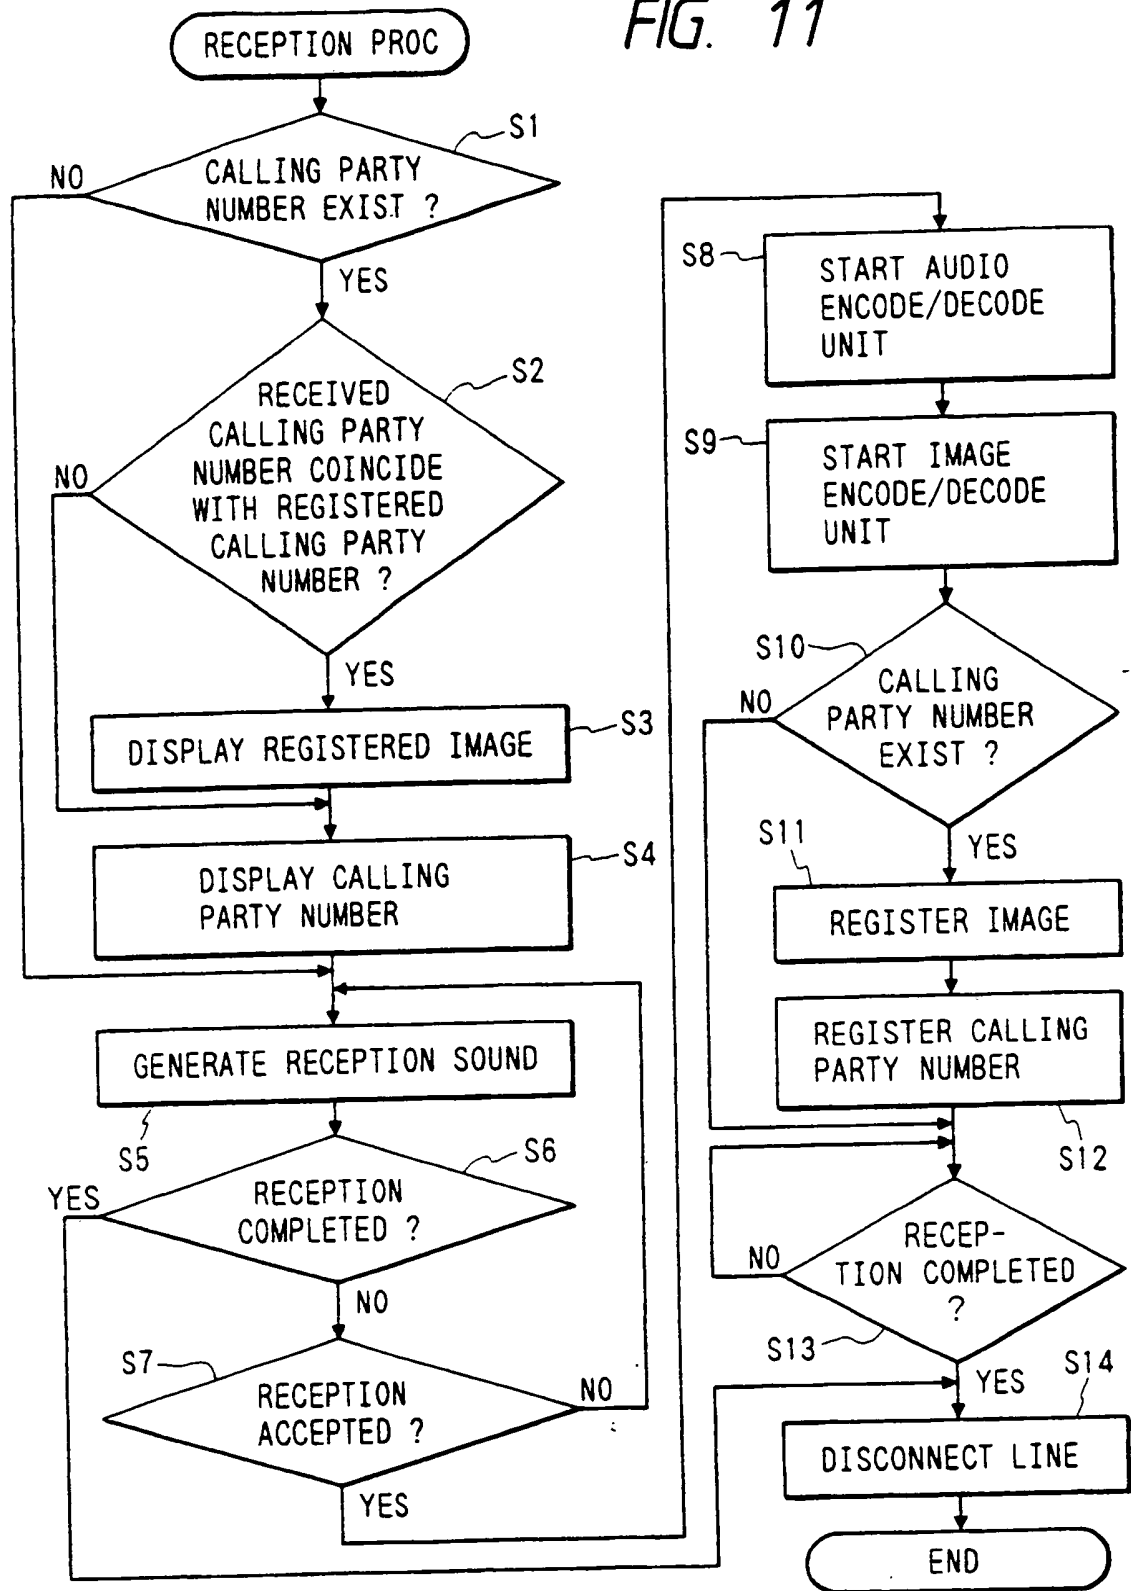 FIG. 11
RECEPTION PROC
S1
CALLING PARTY
NUMBER EXIST ?
NO
YES
S2
RECEIVED
CALLING PARTY
NUMBER COINCIDE
WITH REGISTERED
CALLING PARTY
NUMBER ?
NO
YES
S3
DISPLAY REGISTERED IMAGE
S4
DISPLAY CALLING
PARTY NUMBER
GENERATE RECEPTION SOUND
S5
S6
RECEPTION
COMPLETED ?
YES
NO
S7
RECEPTION
ACCEPTED ?
NO
YES
S8
START AUDIO
ENCODE/DECODE
UNIT
S9
START IMAGE
ENCODE/DECODE
UNIT
S10
CALLING
PARTY NUMBER
EXIST ?
NO
YES
S11
REGISTER IMAGE
REGISTER CALLING
PARTY NUMBER
S12
RECEP-
TION COMPLETED
?
NO
S13
YES
S14
DISCONNECT LINE
END